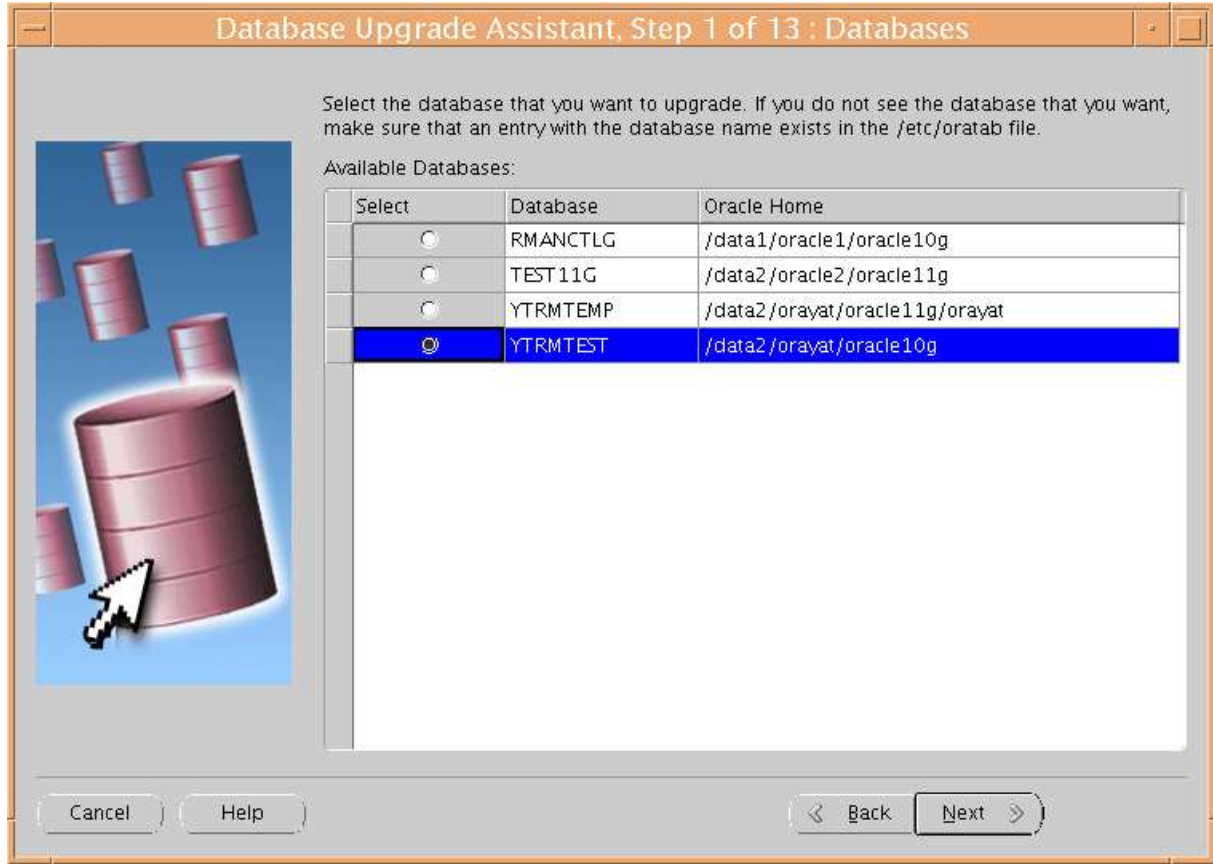 Database Upgrade Assistant, Step 1 of 13 : Databases
Select the database that you want to upgrade. If you do not see the database that you want,
make sure that an entry with the database name exists in the /etc/oratab file.
Available Databases:
Select Database Oracle Home
RMANCTLG /data1/oracle1/oracle10g
TEST11G /data2/oracle2/oracle11g
YTRMTEMP /data2/orayat/oracle11g/orayat
YTRMTEST /data2/orayat/oracle10g
Cancel Help Back Next